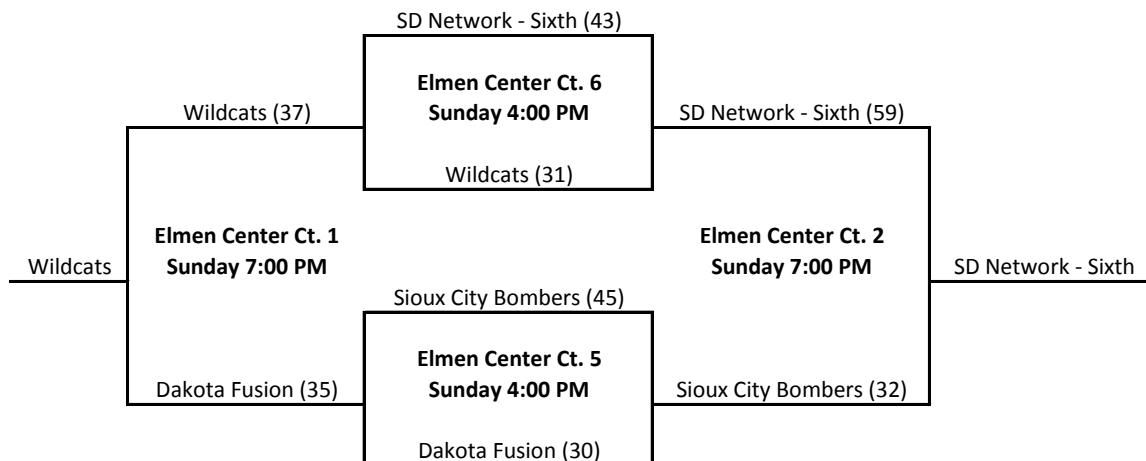 SD Network - Sixth (43)
Elmen Center Ct. 6
Sunday 4:00 PM
Wildcats (37)
SD Network - Sixth (59)
Wildcats (31)
Elmen Center Ct. 1
Sunday 7:00 PM
Elmen Center Ct. 2
Sunday 7:00 PM
Wildcats
SD Network - Sixth
Sioux City Bombers (45)
Elmen Center Ct. 5
Sunday 4:00 PM
Dakota Fusion (35)
Sioux City Bombers (32)
Dakota Fusion (30)